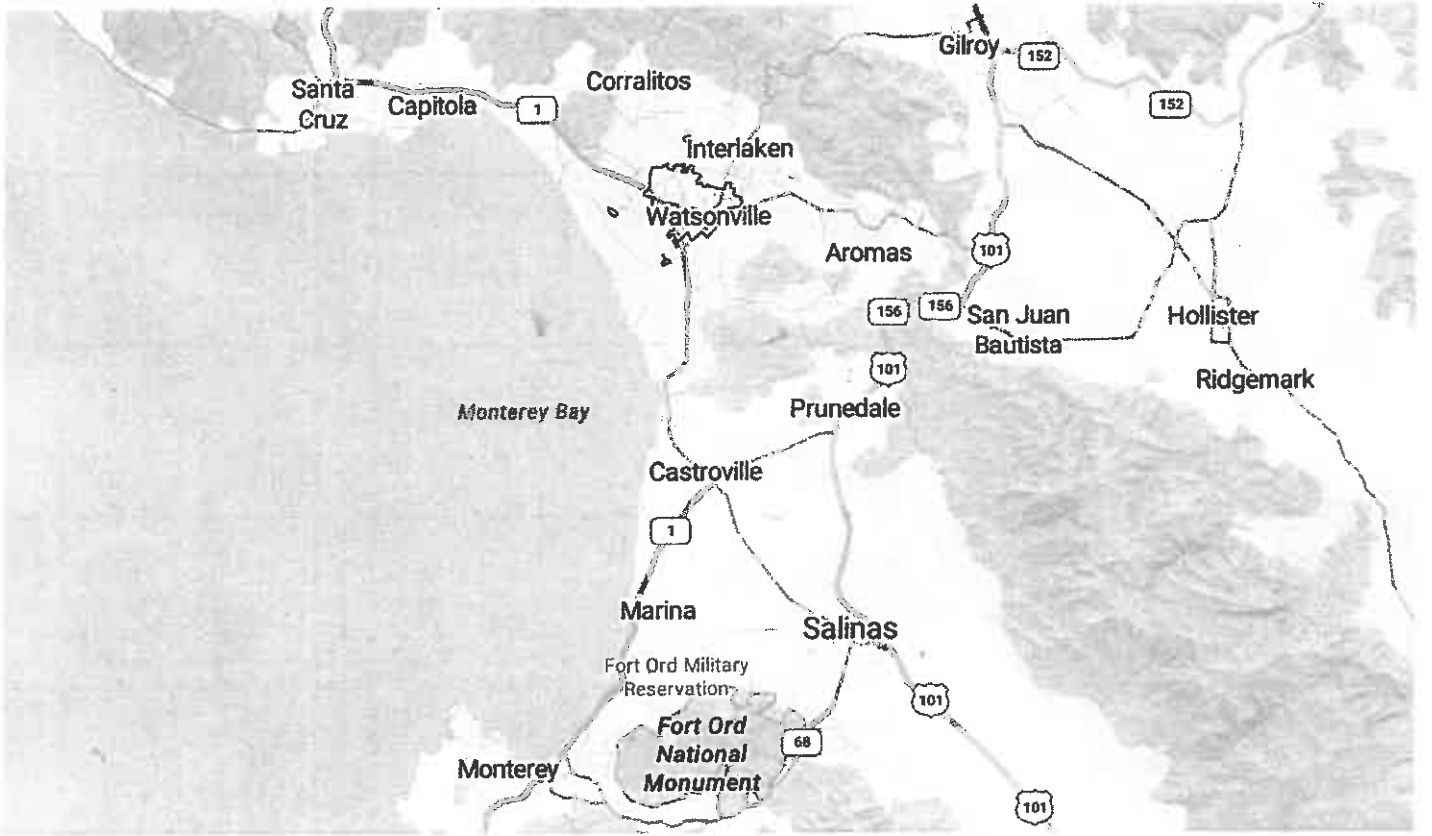 Gilroy
152
Santa
Cruz
Capitola
1
Corralitos
152
Interlaken
Watsonville
Aromas
101
156
156
San Juan
Bautista
Hollister
101
Ridgemark
Monterey Bay
Prunedale
Castroville
1
Marina
Salinas
Fort Ord Military
Reservation
101
Fort Ord
National
Monument
68
Monterey
101